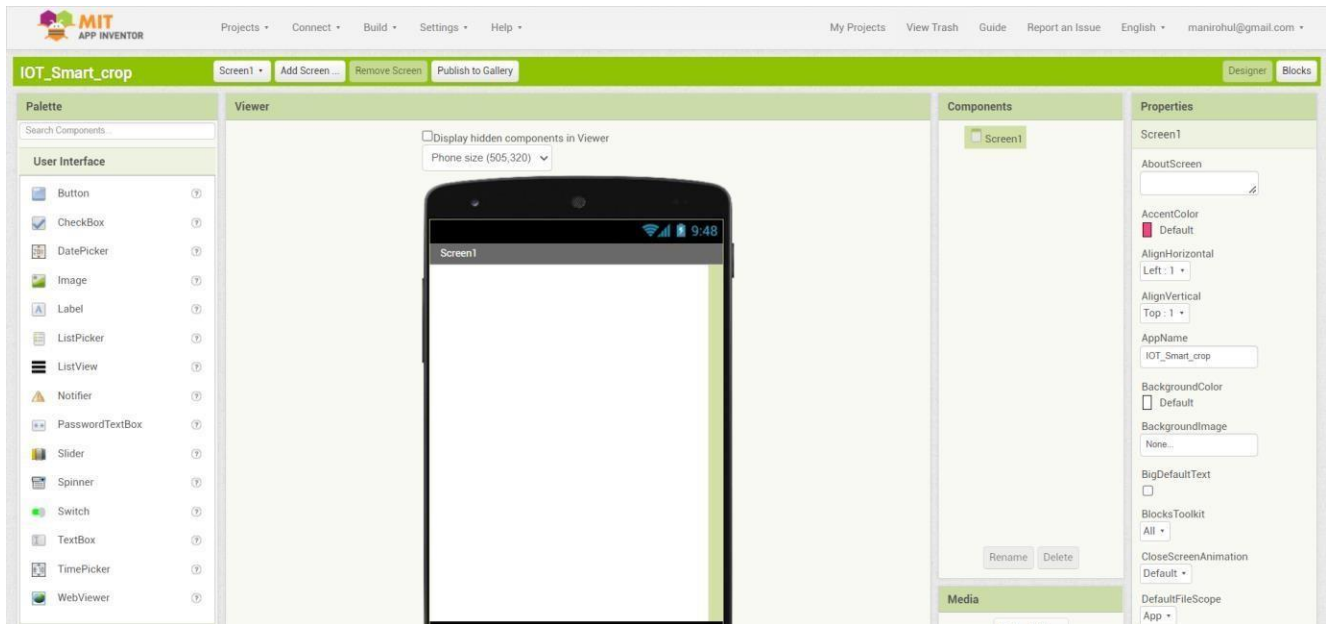 MIT
APP INVENTOR
Projects Connect Build Settings Help My Projects View Trash Guide Report an Issue English manirohul@gmail.com
IOT_Smart_crop Screen1 Add Screen ... Remove Screen Publish to Gallery Designer Blocks
Palette
Search Components...
User Interface
Button
CheckBox
DatePicker
Image
Label
ListPicker
ListView
Notifier
PasswordTextBox
Slider
Spinner
Switch
TextBox
TimePicker
WebViewer
Viewer
Display hidden components in Viewer
Phone size (505,320)
9:48
Screen1
Components
Screen1
Rename Delete
Media
Properties
Screen1
AboutScreen
AccentColor
Default
AlignHorizontal
Left : 1
AlignVertical
Top : 1
AppName
IOT_Smart_crop
BackgroundColor
Default
BackgroundImage
None...
BigDefaultText
BlocksToolkit
All
CloseScreenAnimation
Default
DefaultFileScope
App